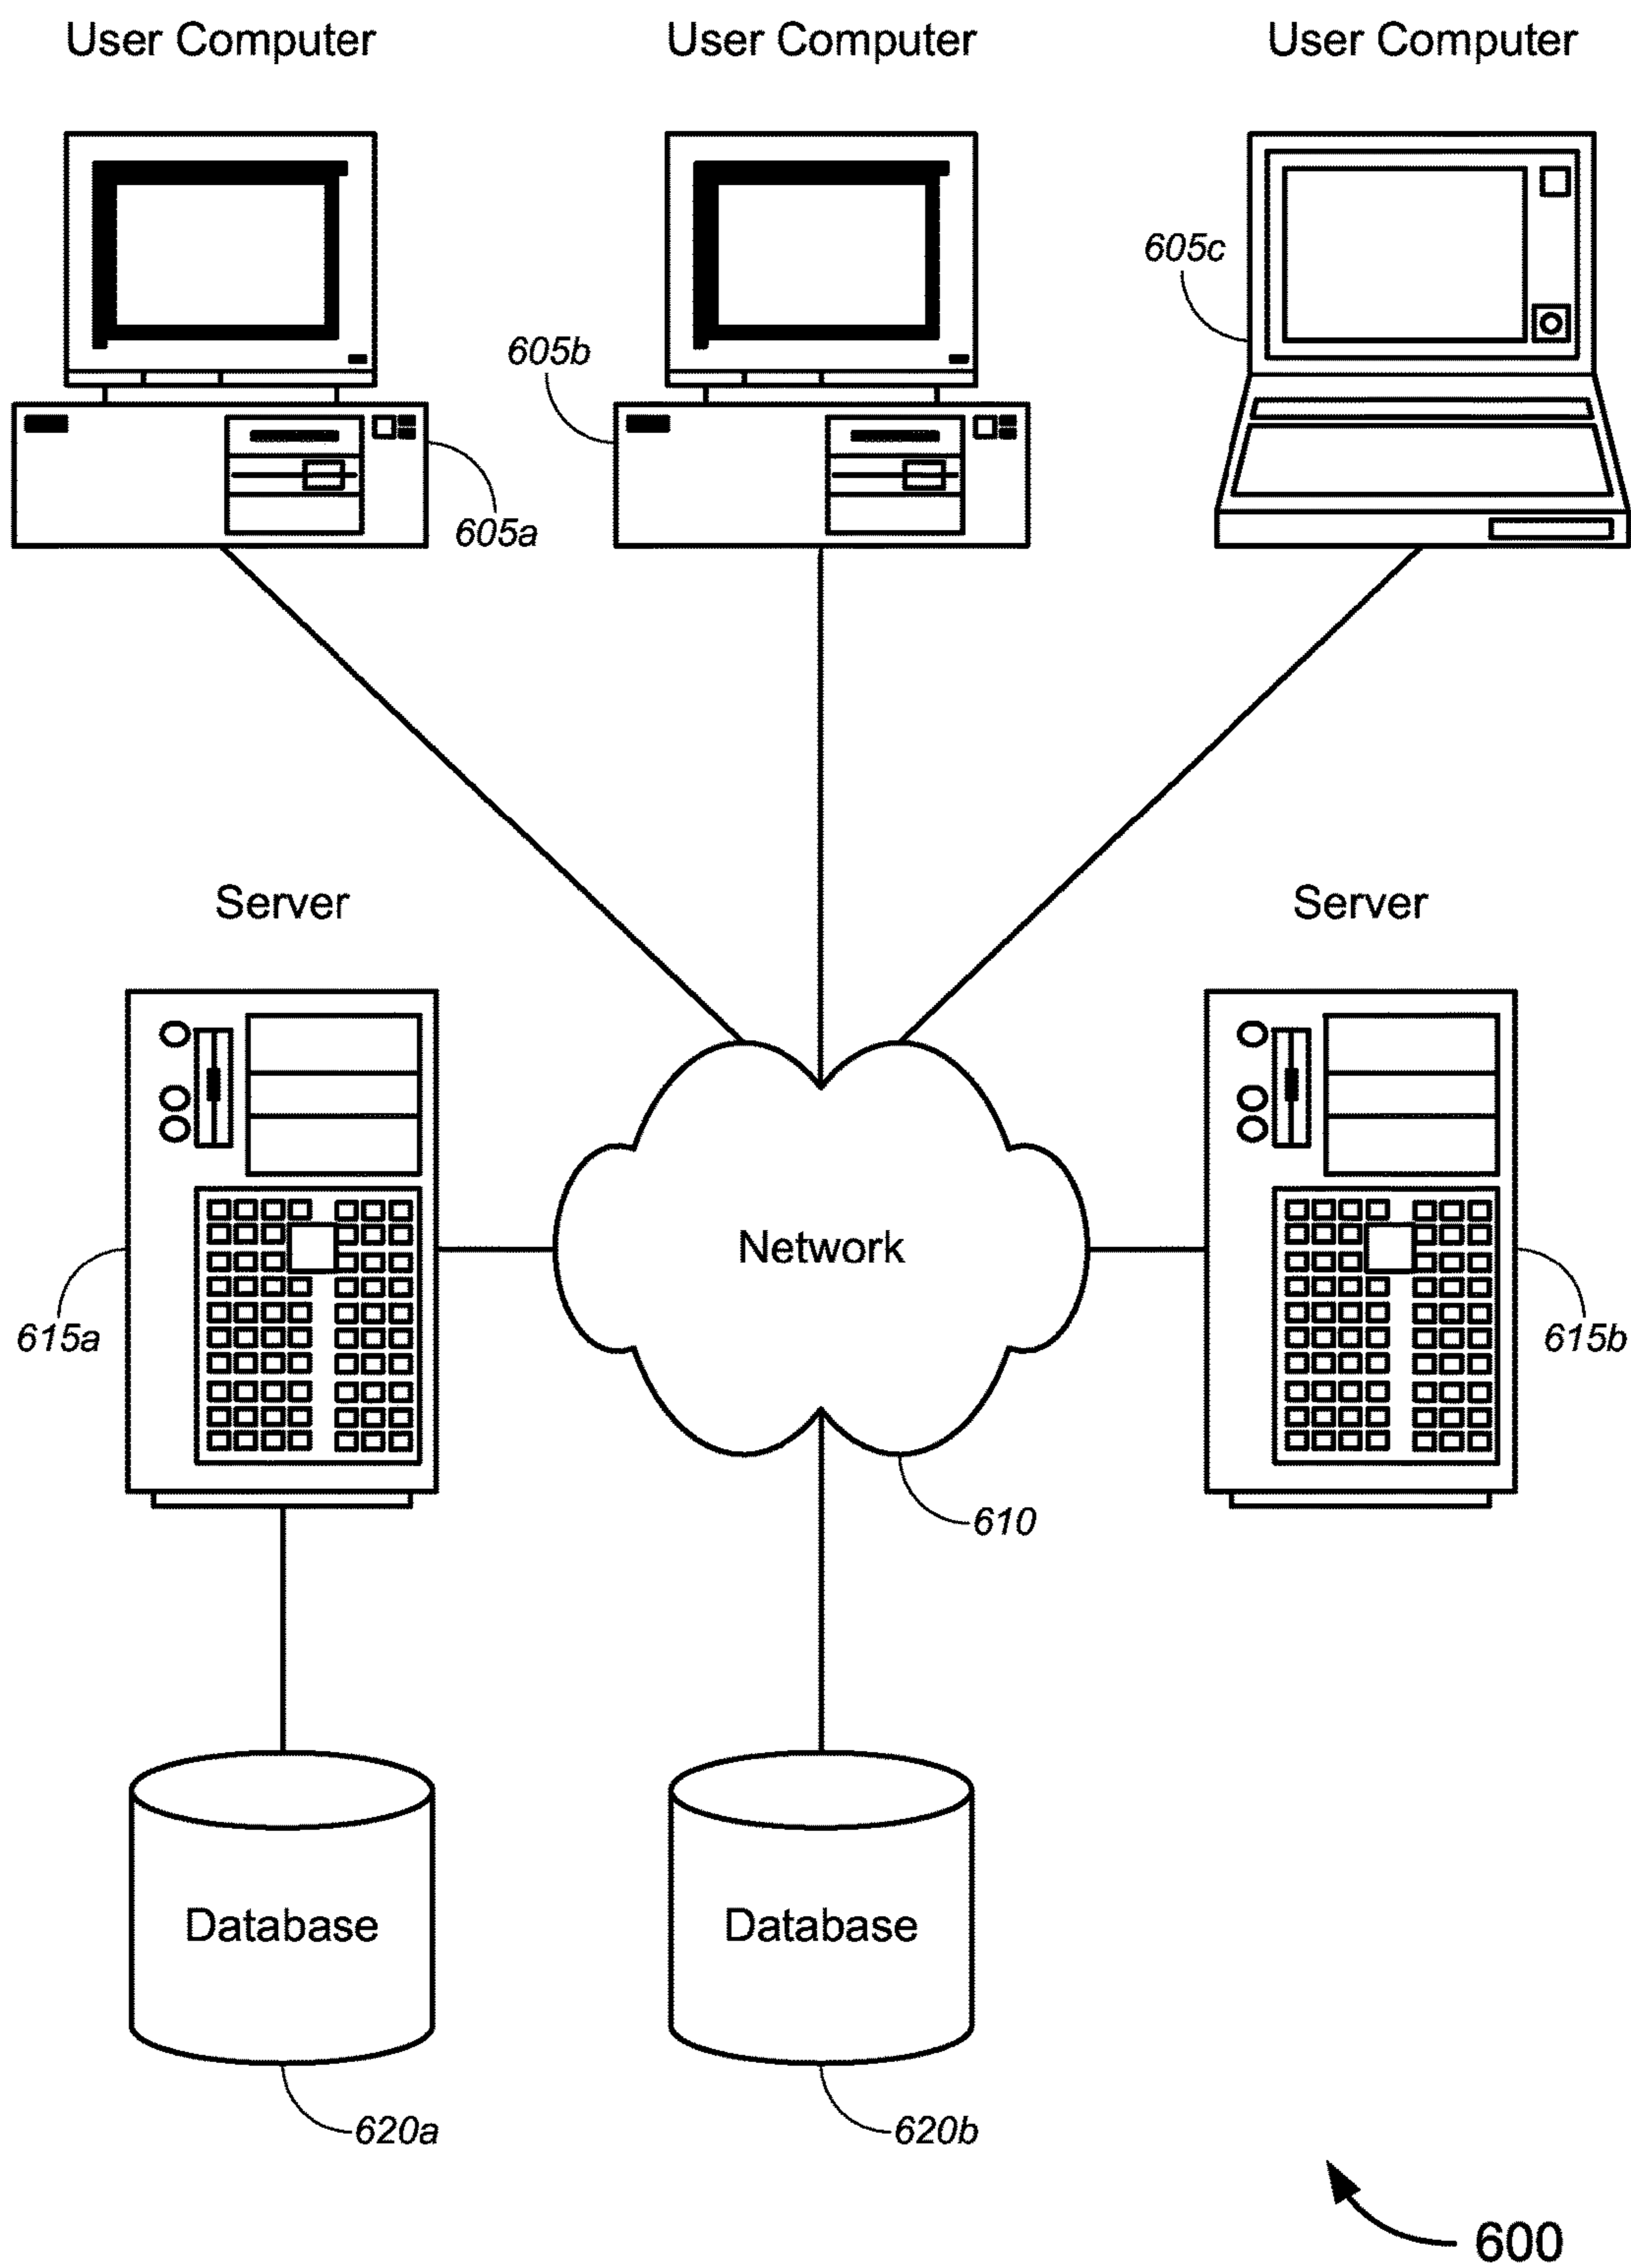 User Computer
User Computer
User Computer
605c
605b
605a
Server
Server
Network
615a
615b
610
Database
Database
620a
620b
600